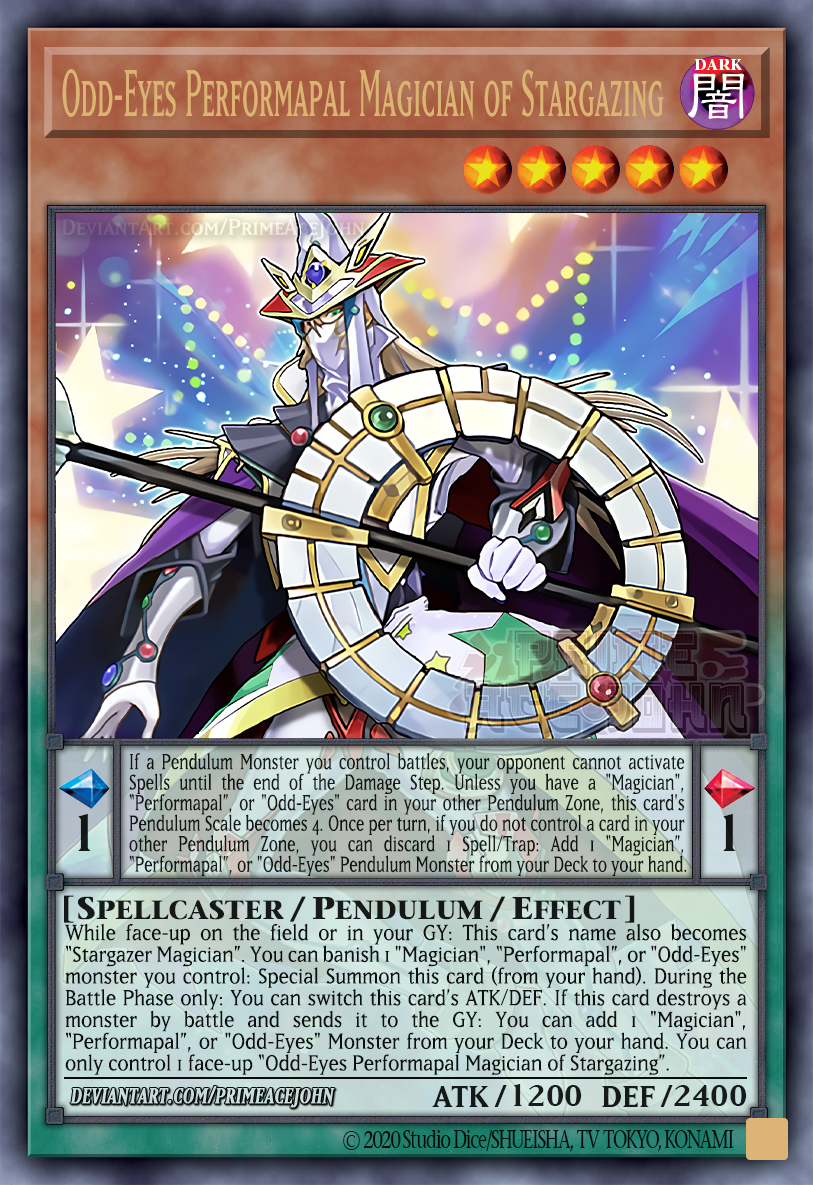 Odd-Eyes Performapal Magician of Stargazing
DARK
闇
DeviantArt.com/PrimeAceJohn
PRIME
ACEJOHN
If a Pendulum Monster you control battles, your opponent cannot activate
Spells until the end of the Damage Step. Unless you have a "Magician",
"Performapal", or "Odd-Eyes" card in your other Pendulum Zone, this card's
Pendulum Scale becomes 4. Once per turn, if you do not control a card in your
other Pendulum Zone, you can discard 1 Spell/Trap: Add 1 "Magician",
"Performapal", or "Odd-Eyes" Pendulum Monster from your Deck to your hand.
1
1
[Spellcaster / Pendulum / Effect]
While face-up on the field or in your GY: This card's name also becomes
"Stargazer Magician". You can banish 1 "Magician", "Performapal", or "Odd-Eyes"
monster you control: Special Summon this card (from your hand). During the
Battle Phase only: You can switch this card's ATK/DEF. If this card destroys a
monster by battle and sends it to the GY: You can add 1 "Magician",
"Performapal", or "Odd-Eyes" Monster from your Deck to your hand. You can
only control 1 face-up "Odd-Eyes Performapal Magician of Stargazing".
DEVIANTART.COM/PRIMEACEJOHN
ATK / 1200 DEF / 2400
© 2020 Studio Dice/SHUEISHA, TV TOKYO, KONAMI